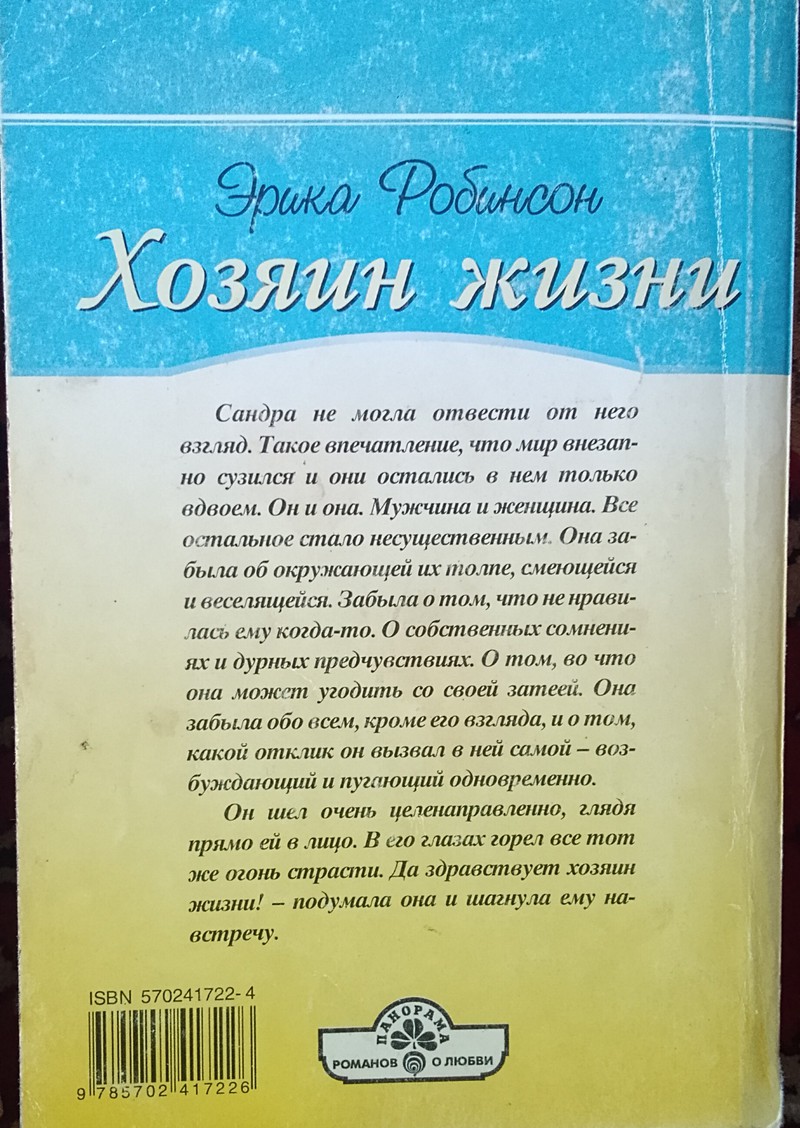 Эрика Робинсон
Хозяин жизни
Сандра не могла отвести от него
взгляд. Такое впечатление, что мир внезап-
но сузился и они остались в нем только
вдвоем. Он и она. Мужчина и женщина. Все
остальное стало несущественным. Она за-
была об окружающей их толпе, смеющейся
и веселящейся. Забыла о том, что не нрави-
лась ему когда-то. О собственных сомнени-
ях и дурных предчувствиях. О том, во что
она может угодить со своей затеей. Она
забыла обо всем, кроме его взгляда, и о том,
какой отклик он вызвал в ней самой – воз-
буждающий и пугающий одновременно.
Он шел очень целенаправленно, глядя
прямо ей в лицо. В его глазах горел все тот
же огонь страсти. Да здравствует хозяин
жизни! – подумала она и шагнула ему на-
встречу.
ISBN 570241722-4
9 785702 417226
ПАНОРАМА
РОМАНОВ О ЛЮБВИ